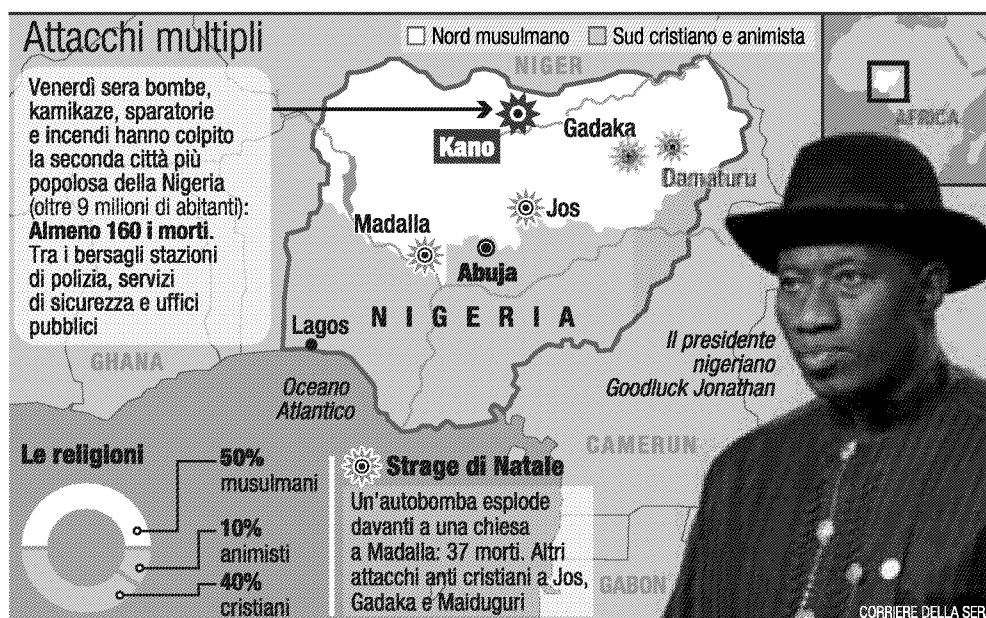 Attacchi multipli
Nord musulmano
Sud cristiano e animista
Venerdì sera bombe,
kamikaze, sparatorie
e incendi hanno colpito
la seconda città più
popolosa della Nigeria
(oltre 9 milioni di abitanti):
Almeno 160 i morti.
Tra i bersagli stazioni
di polizia, servizi
di sicurezza e uffici
pubblici
NIGER
AFRICA
Kano
Gadaka
Damaturu
Jos
Madalla
Abuja
NIGERIA
Lagos
GHANA
Oceano
Atlantico
Il presidente
nigeriano
Goodluck Jonathan
CAMERUN
GABON
Le religioni
50%
musulmani
10%
animisti
40%
cristiani
Strage di Natale
Un'autobomba esplode
davanti a una chiesa
a Madalla: 37 morti. Altri
attacchi anti cristiani a Jos,
Gadaka e Maiduguri
CORRIERE DELLA SER